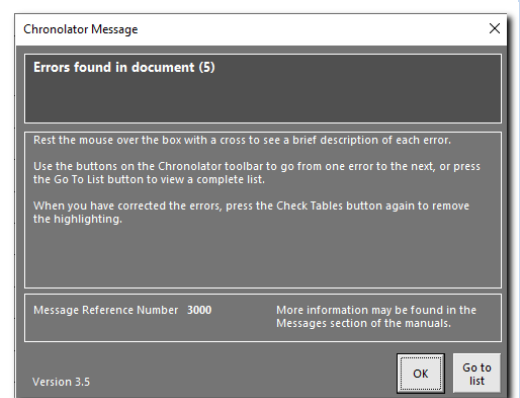 Chronolator Message
Errors found in document (5)
Rest the mouse over the box with a cross to see a brief description of each error.
Use the buttons on the Chronolator toolbar to go from one error to the next, or press
the Go To List button to view a complete list.
When you have corrected the errors, press the Check Tables button again to remove
the highlighting.
Message Reference Number 3000
More information may be found in the
Messages section of the manuals.
Version 3.5
OK
Go to
list